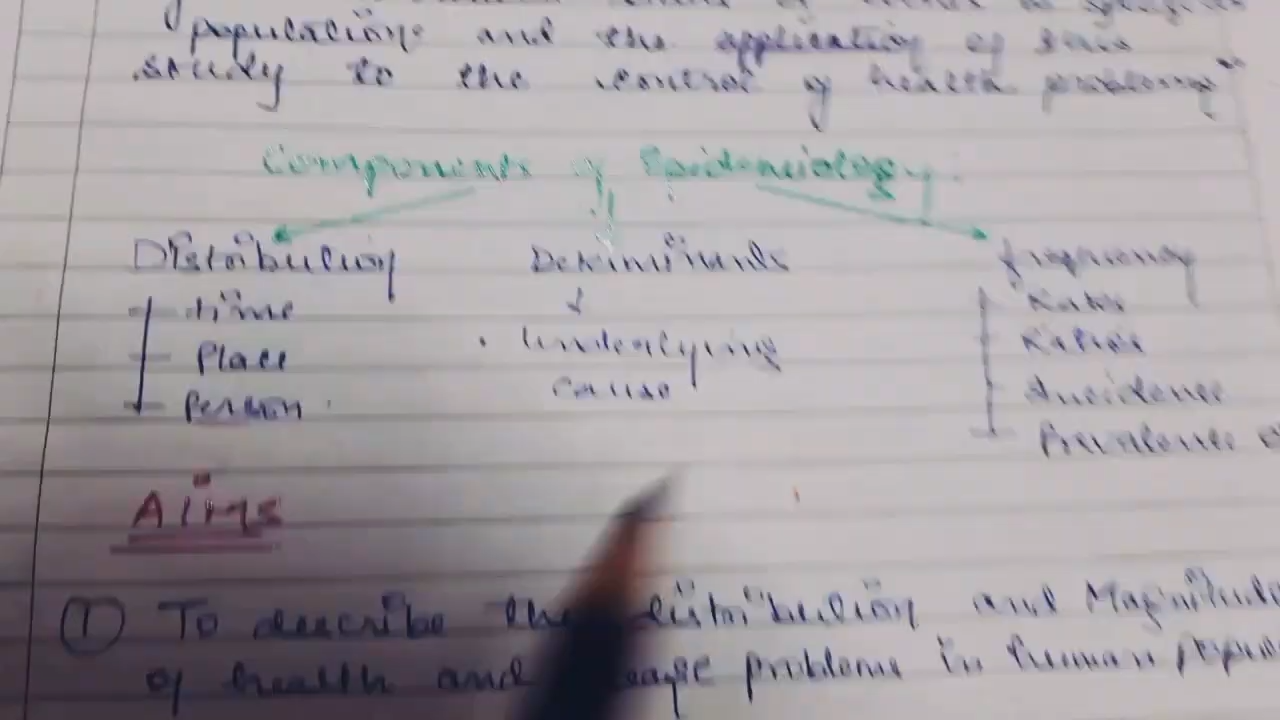 populations and the application of this
study to the control of health problems"
Components of Epidemiology
Distribution Determinants frequency
time
Place
Person
Underlying
cause
Rates
Ratios
Incidence
Prevalence
Aims
① To describe the distribution and Magnitude
of health and problems in human